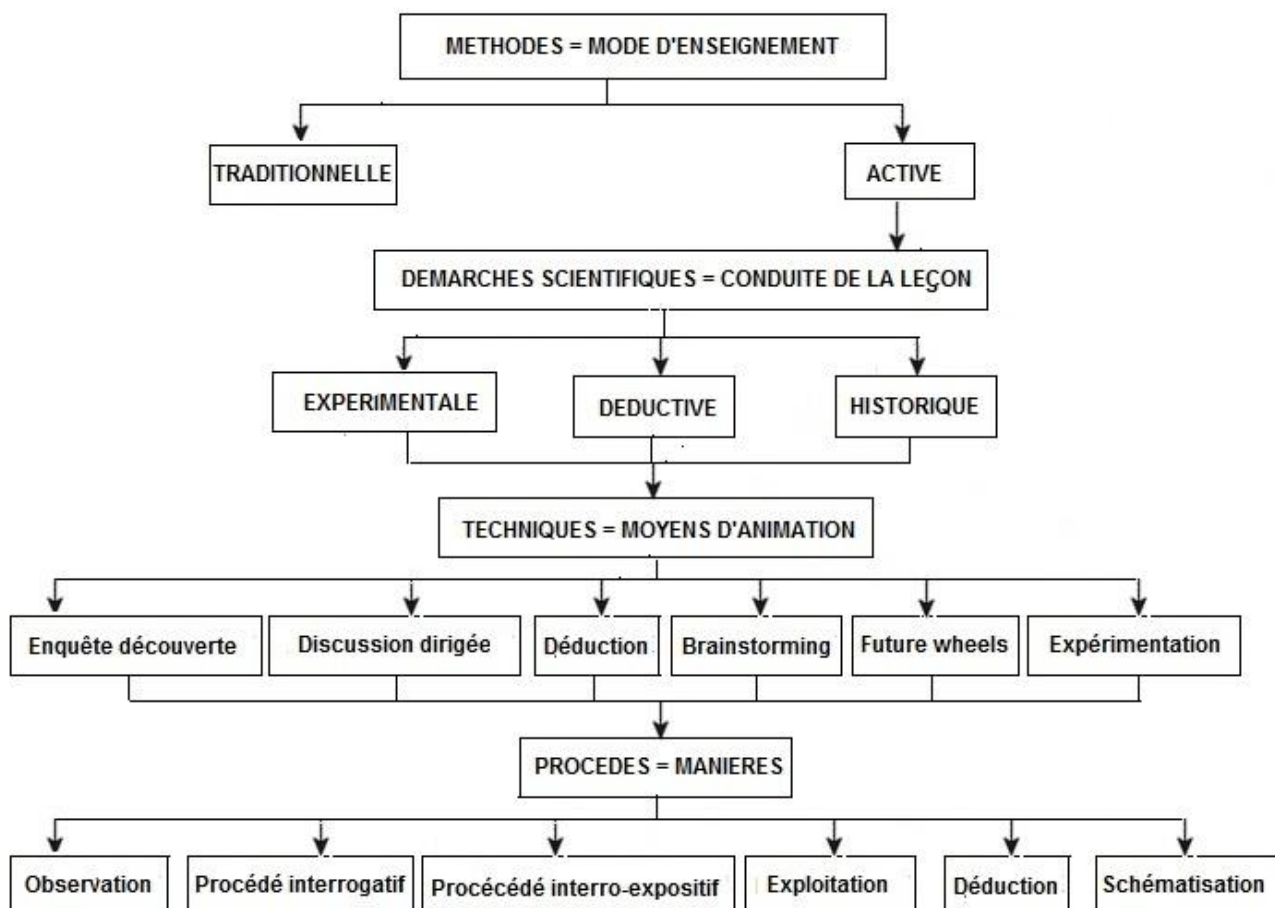 METHODES = MODE D'ENSEIGNEMENT
TRADITIONNELLE
ACTIVE
DEMARCHES SCIENTIFIQUES = CONDUITE DE LA LEÇON
EXPERIMENTALE
DEDUCTIVE
HISTORIQUE
TECHNIQUES = MOYENS D'ANIMATION
Enquête découverte
Discussion dirigée
Déduction
Brainstorming
Future wheels
Expérimentation
PROCEDES = MANIERES
Observation
Procédé interrogatif
Procécédé interro-expositif
Exploitation
Déduction
Schématisation